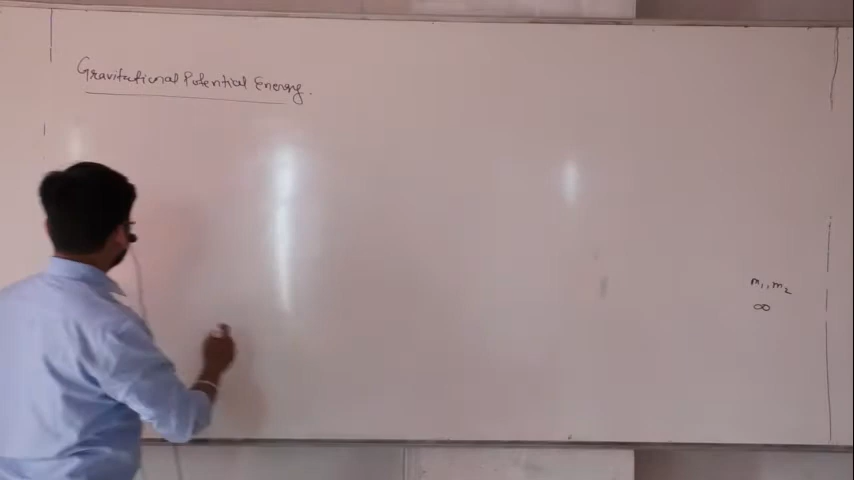 Gravitational Potential Energy.
m₁, m₂
∞